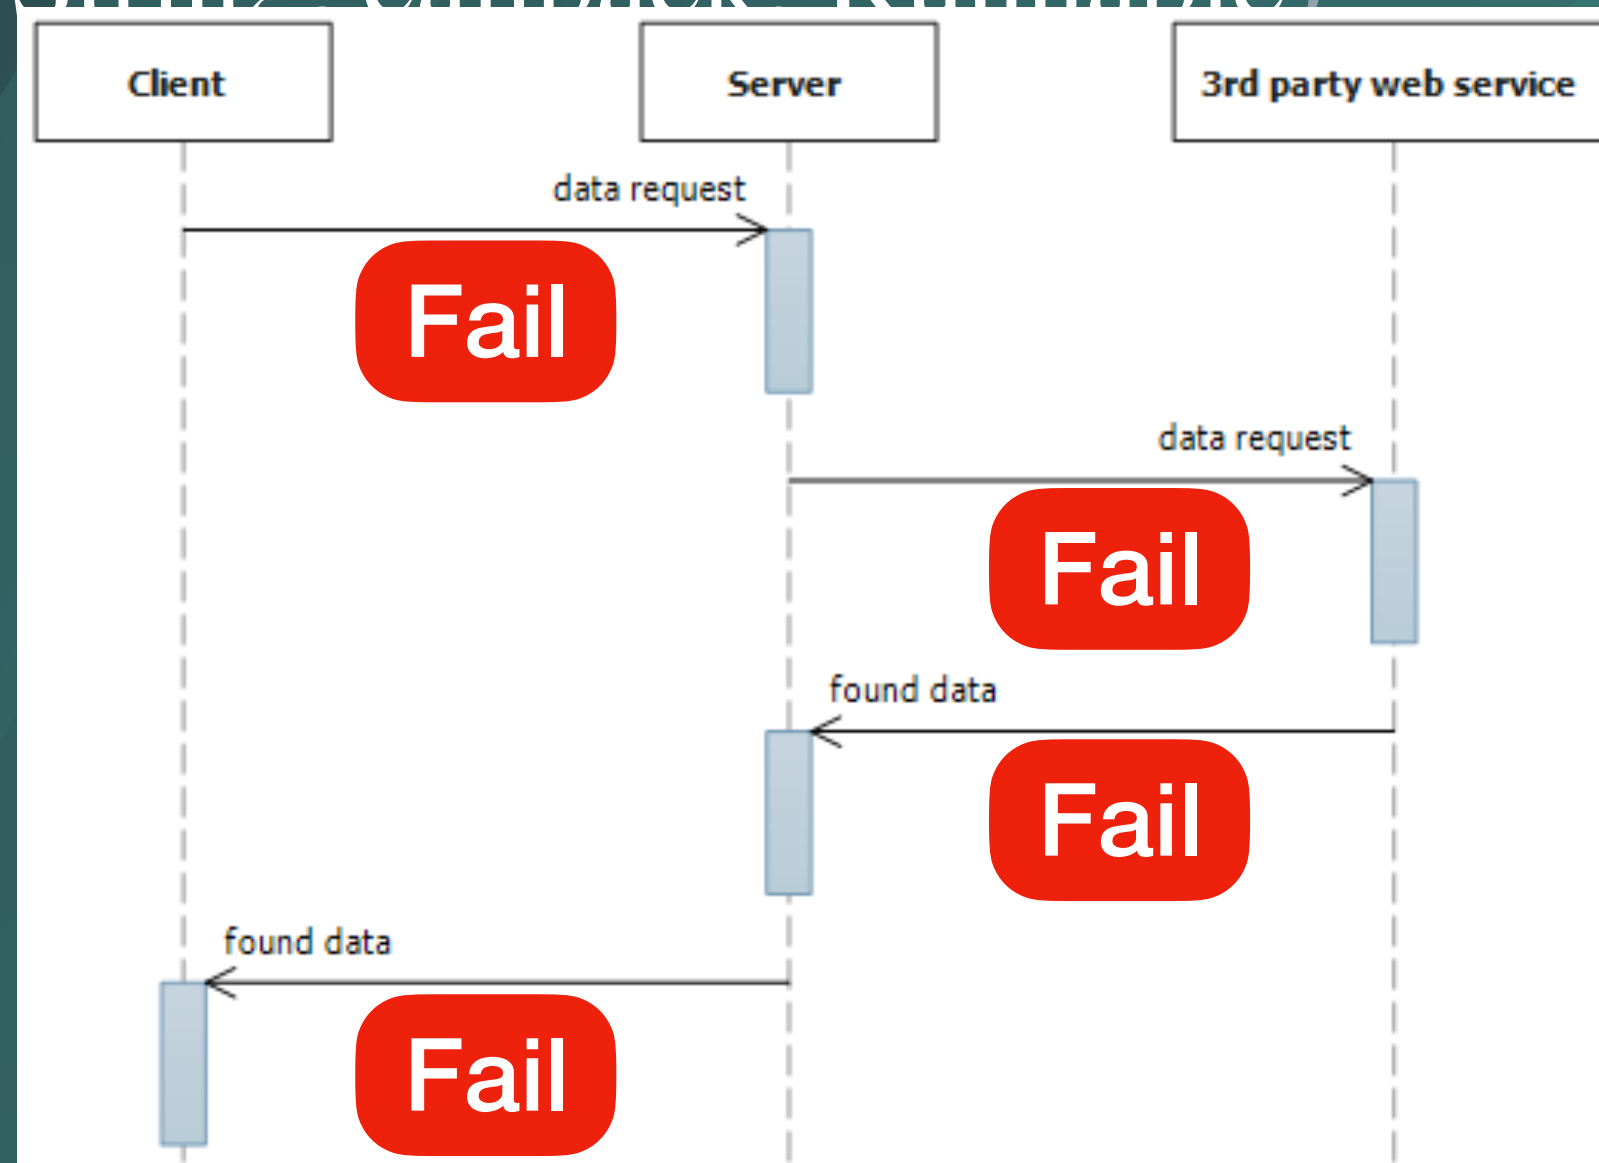 Client
Server
3rd party web service
data request
Fail
data request
Fail
found data
Fail
found data
Fail